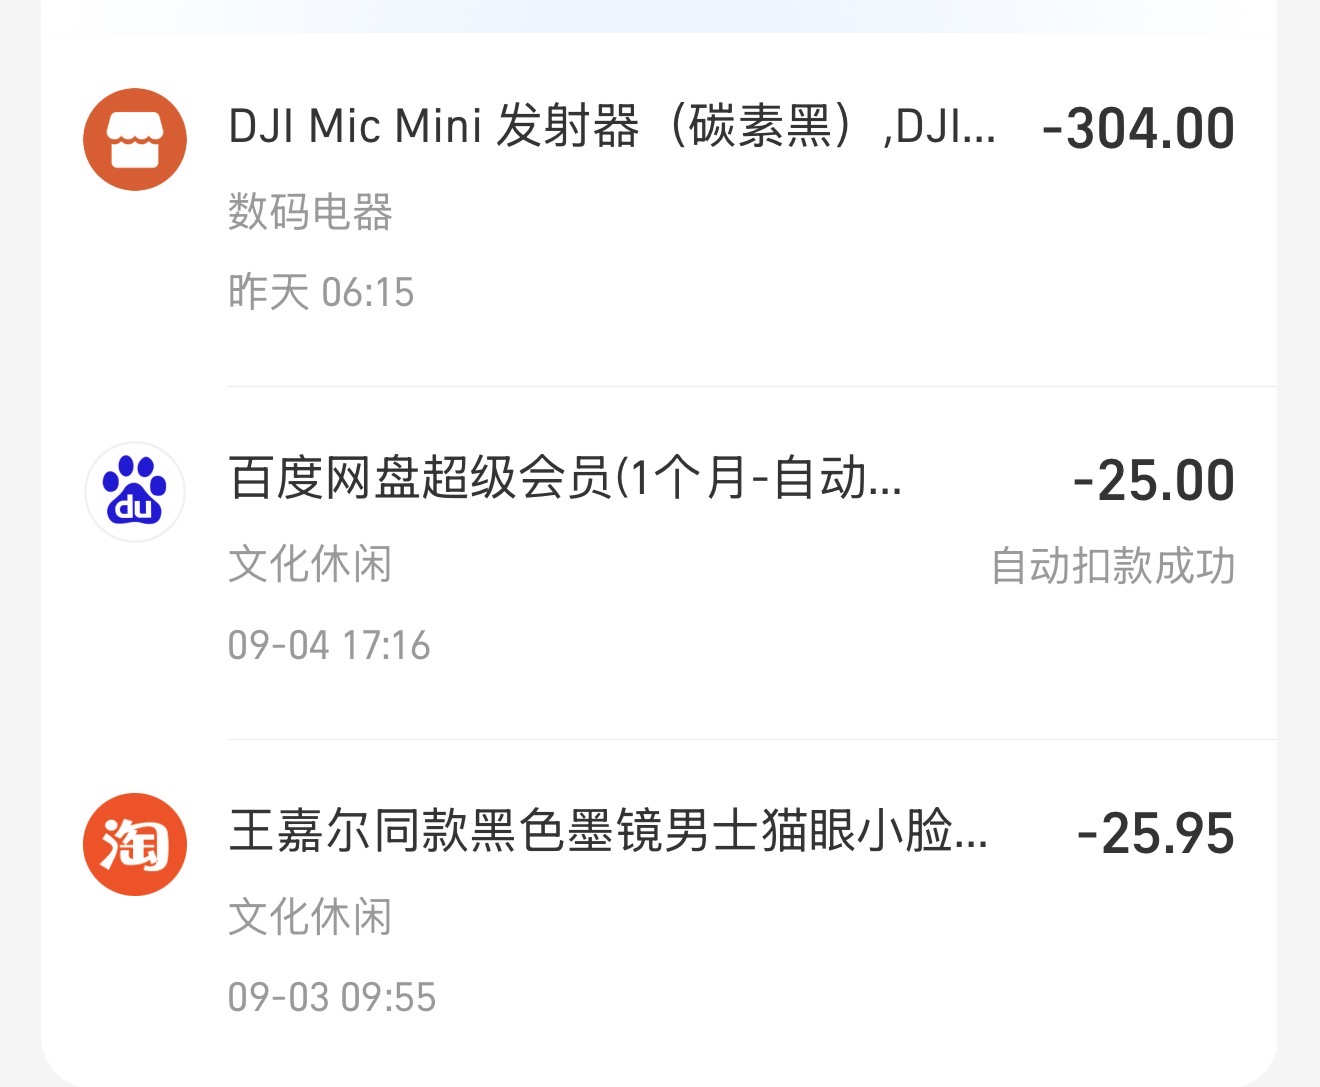 DJI Mic Mini 发射器（碳素黑）,DJI... -304.00
数码电器
昨天 06:15
du
百度网盘超级会员(1个月-自动... -25.00
文化休闲 自动扣款成功
09-04 17:16
淘
王嘉尔同款黑色墨镜男士猫眼小脸... -25.95
文化休闲
09-03 09:55